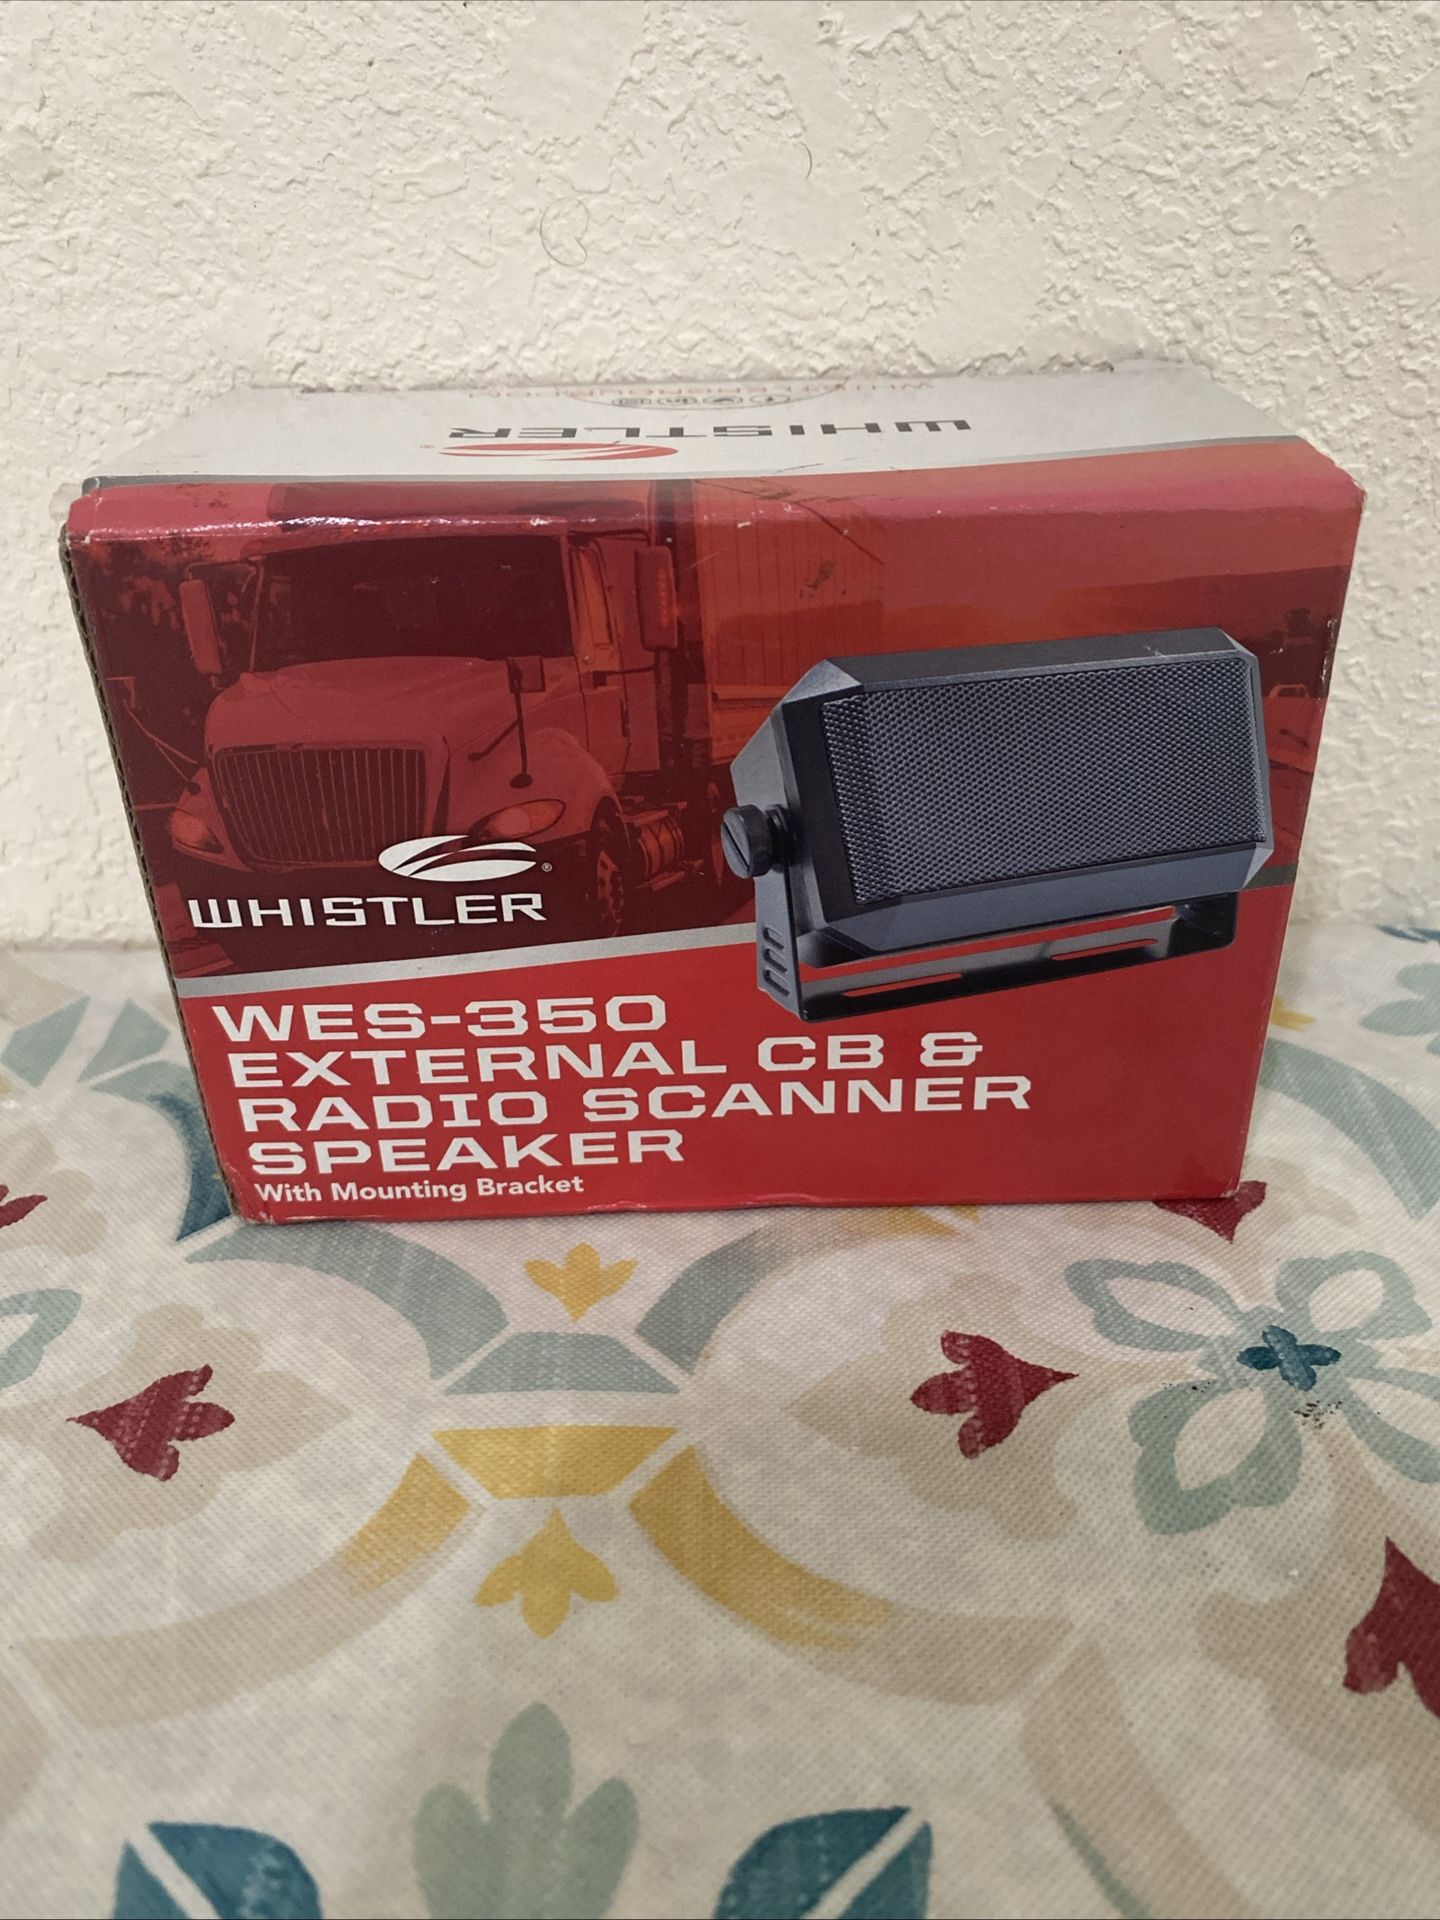 WHISTLER
WHISTLER
WES-350
EXTERNAL CB &
RADIO SCANNER
SPEAKER
With Mounting Bracket